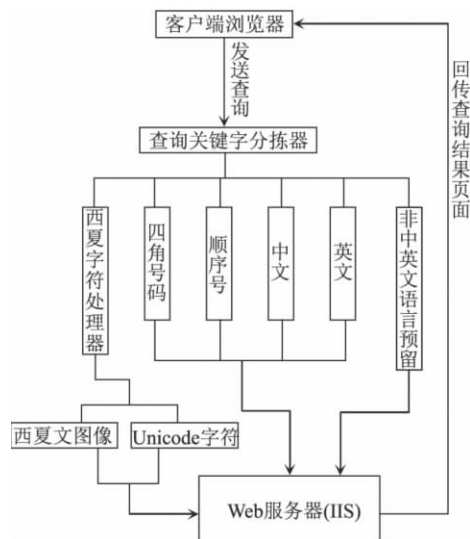 客户端浏览器
发送查询
回传查询结果页面
查询关键字分拣器
西夏字符处理器
四角号码
顺序号
中文
英文
非中英文语言预留
西夏文图像
Unicode字符
Web服务器(IIS)